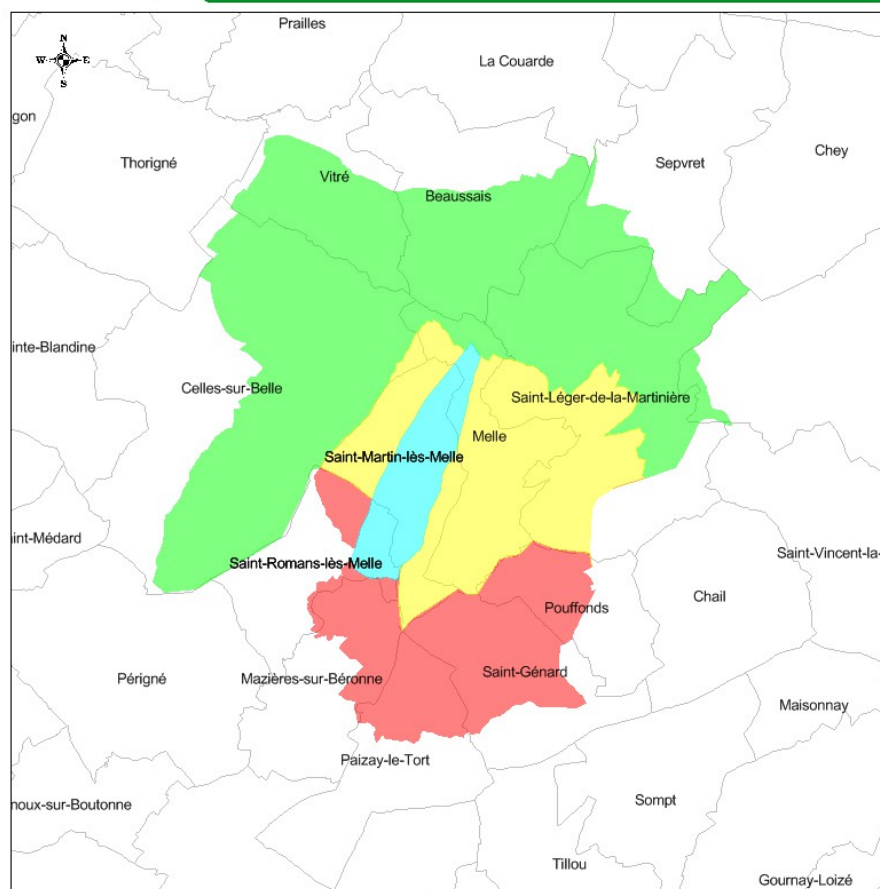 Prailles
N
W E
S
La Couarde
gon
Thorigné
Vitré
Sepvret
Chey
Beaussais
inte-Blandine
Celles-sur-Belle
Saint-Léger-de-la-Martinière
Melle
Saint-Martin-lès-Melle
int-Médard
Saint-Romans-lès-Melle
Saint-Vincent-la-
Chail
Pouffonds
Périgné
Mazières-sur-Béronne
Saint-Génard
Maisonnay
Paizay-le-Tort
noux-sur-Boutonne
Sompt
Tillou
Gournay-Loizé